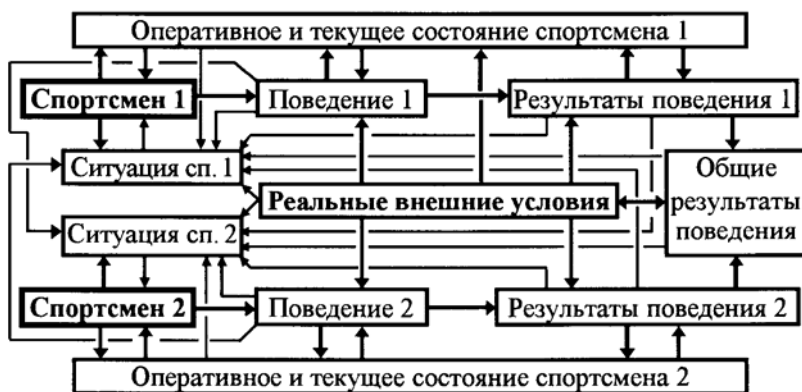 Оперативное и текущее состояние спортсмена 1
Спортсмен 1
Поведение 1
Результаты поведения 1
Ситуация сп. 1
Общие
результаты
поведения
Реальные внешние условия
Ситуация сп. 2
Спортсмен 2
Поведение 2
Результаты поведения 2
Оперативное и текущее состояние спортсмена 2